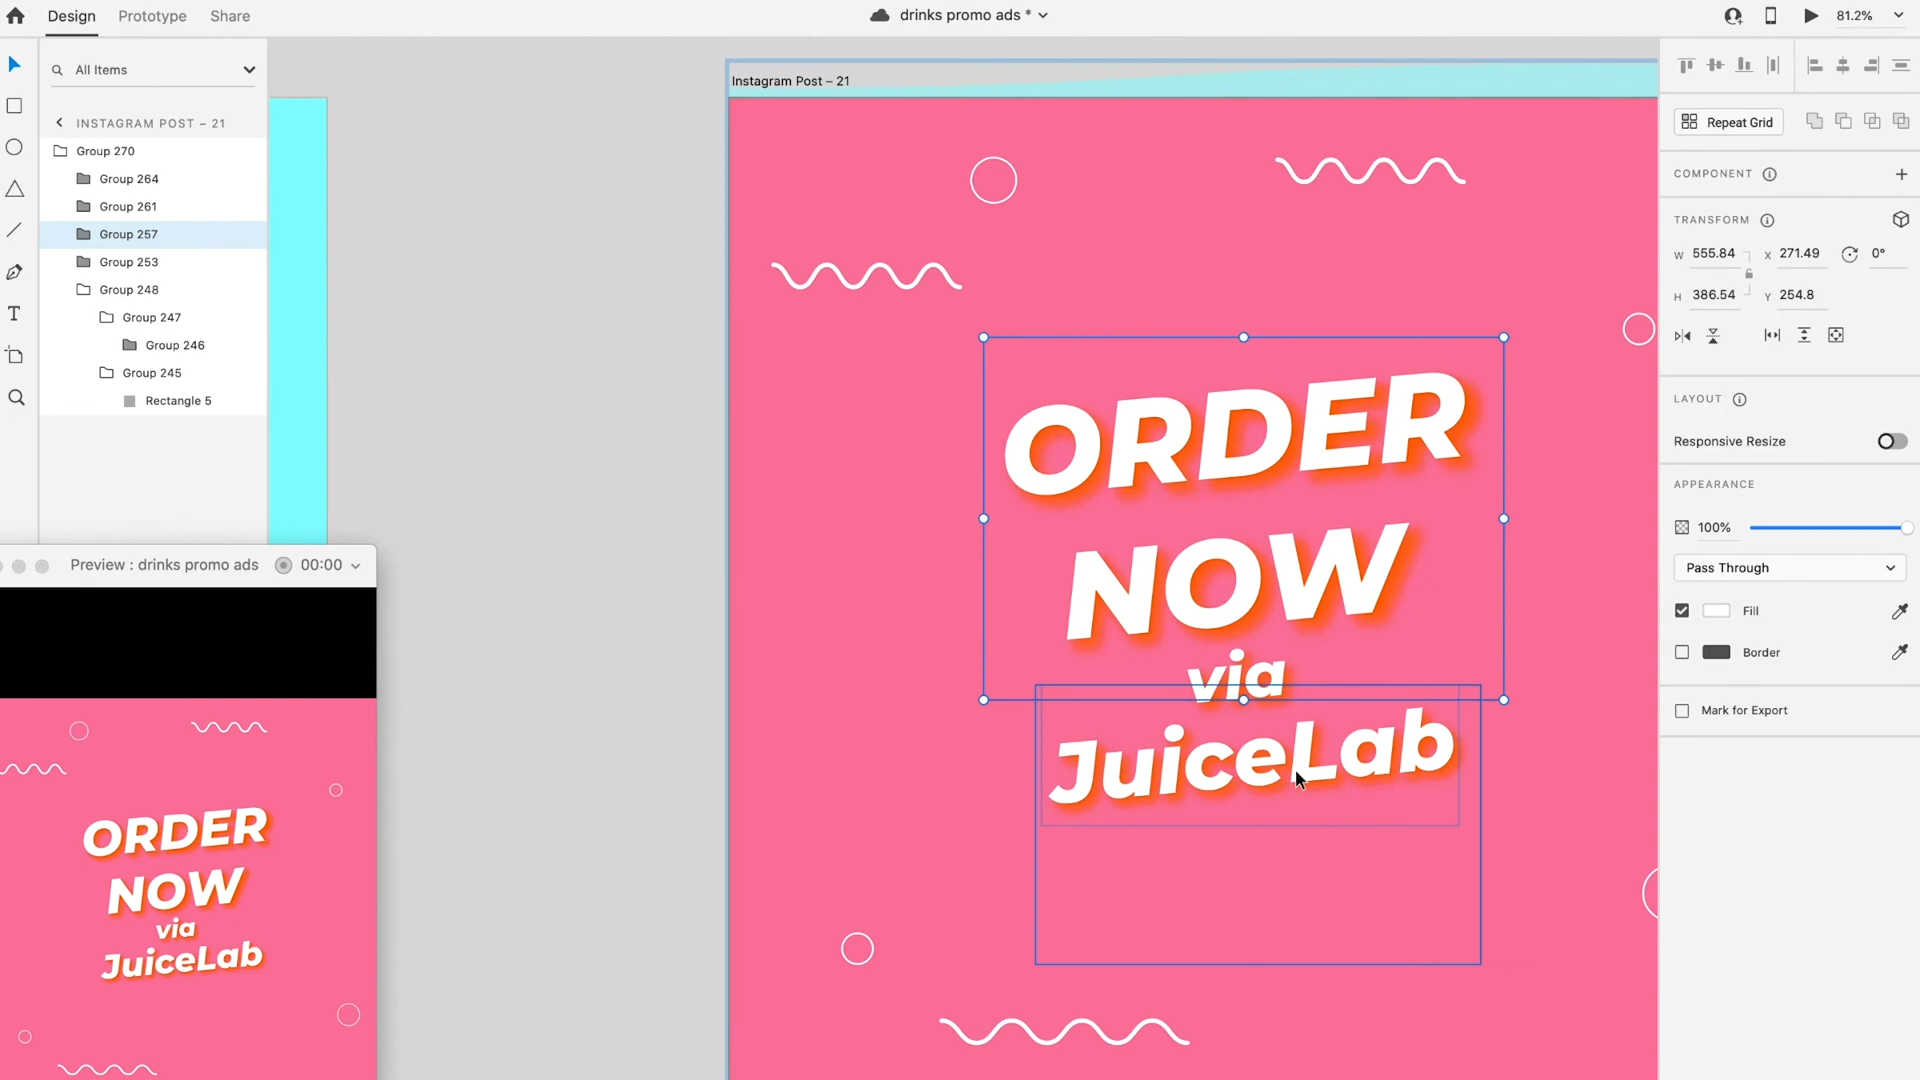 Design
Prototype
Share
drinks promo ads *
81.2%
All Items
INSTAGRAM POST – 21
Group 270
Group 264
Group 261
Group 257
Group 253
Group 248
Group 247
Group 246
Group 245
Rectangle 5
T
Preview : drinks promo ads
00:00
ORDER
NOW
via
JuiceLab
Instagram Post – 21
ORDER
NOW
via
JuiceLab
Repeat Grid
COMPONENT
TRANSFORM
W 555.84
X 271.49
0°
H 386.54
Y 254.8
LAYOUT
Responsive Resize
APPEARANCE
100%
Pass Through
Fill
Border
Mark for Export